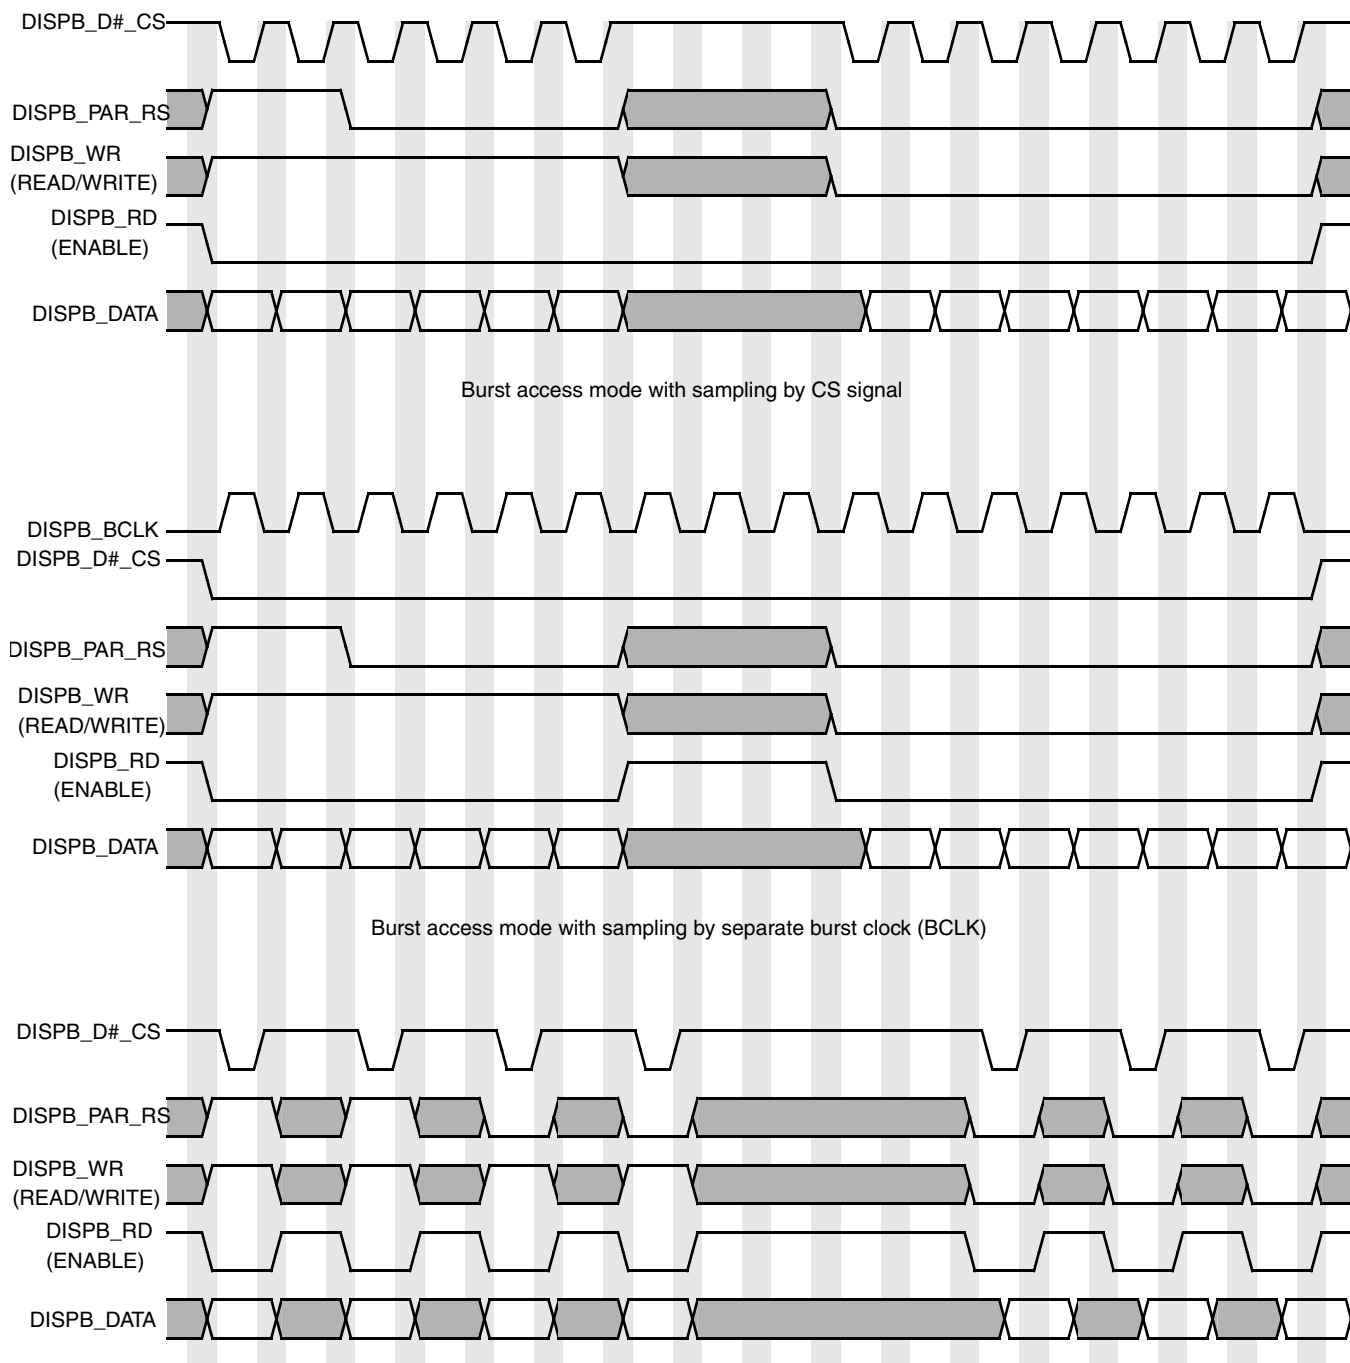 DISPB_D#_CS
DISPB_PAR_RS
DISPB_WR
(READ/WRITE)
DISPB_RD
(ENABLE)
DISPB_DATA
Burst access mode with sampling by CS signal
DISPB_BCLK
DISPB_D#_CS
DISPB_PAR_RS
DISPB_WR
(READ/WRITE)
DISPB_RD
(ENABLE)
DISPB_DATA
Burst access mode with sampling by separate burst clock (BCLK)
DISPB_D#_CS
DISPB_PAR_RS
DISPB_WR
(READ/WRITE)
DISPB_RD
(ENABLE)
DISPB_DATA